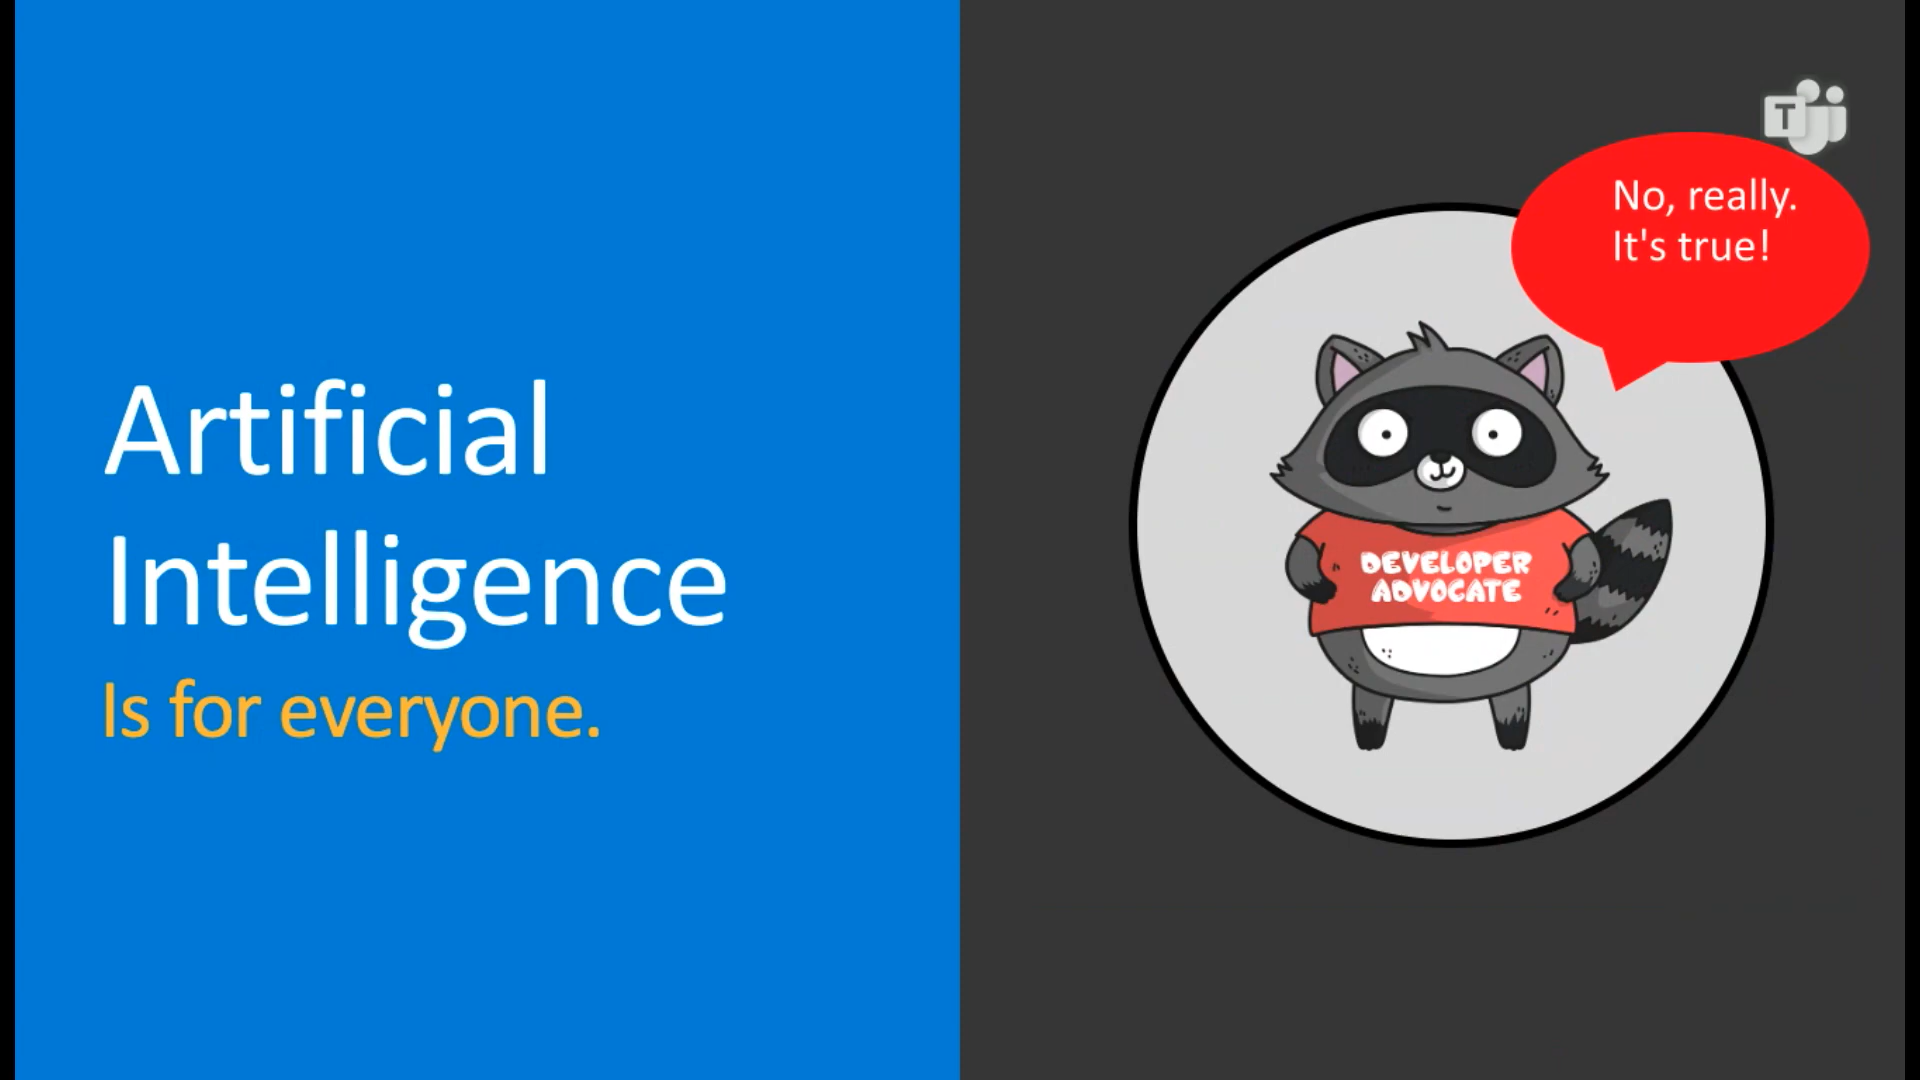 Artificial
Intelligence
Is for everyone.
T
No, really.
It's true!
DEVELOPER
ADVOCATE